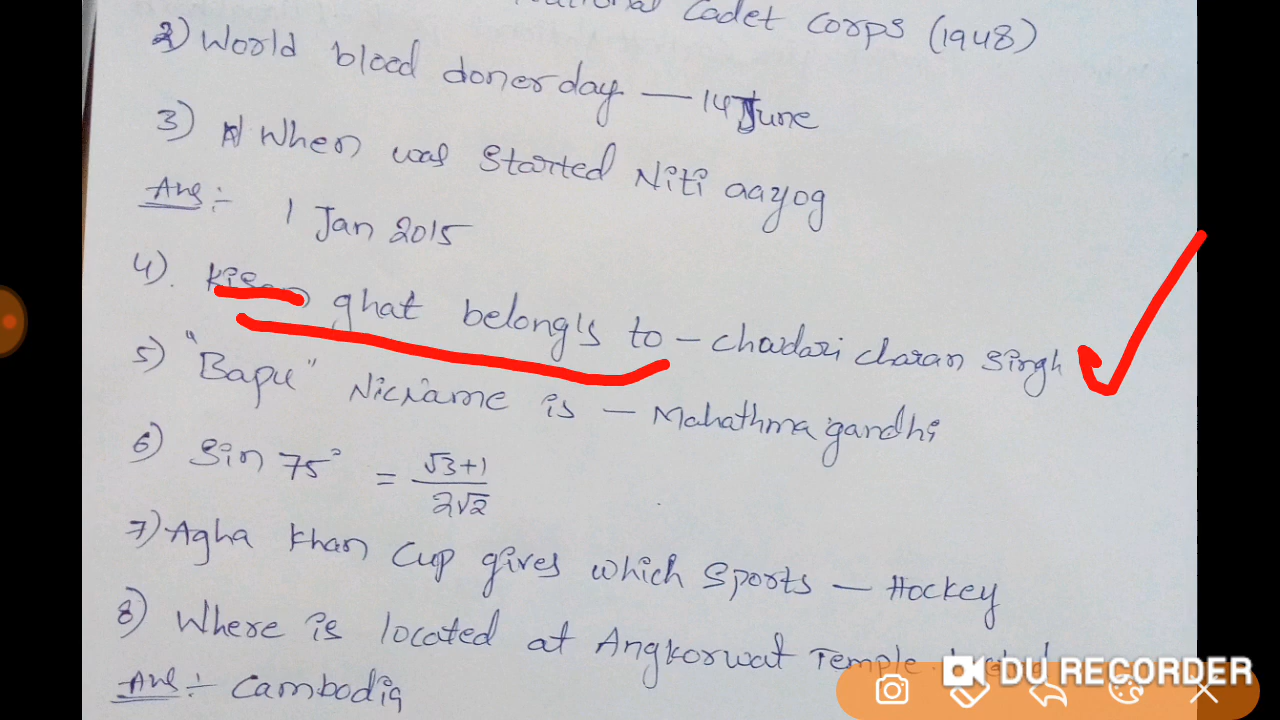 National Cadet Corps (1948)
2) World blood doner day — 14 June
3) When was started Niti aayog
Ans:- 1 Jan 2015
4). Kisan ghat belong's to — Chowdari charan singh
5) "Bapu" Nicname is — Mahathma gandhi
6) Sin 75° = √3+1 / 2√2
7) Agha Khan Cup gives which sports — Hockey
8) Where is located at Angkorwat Temple
Ans:- Cambodia
DU RECORDER